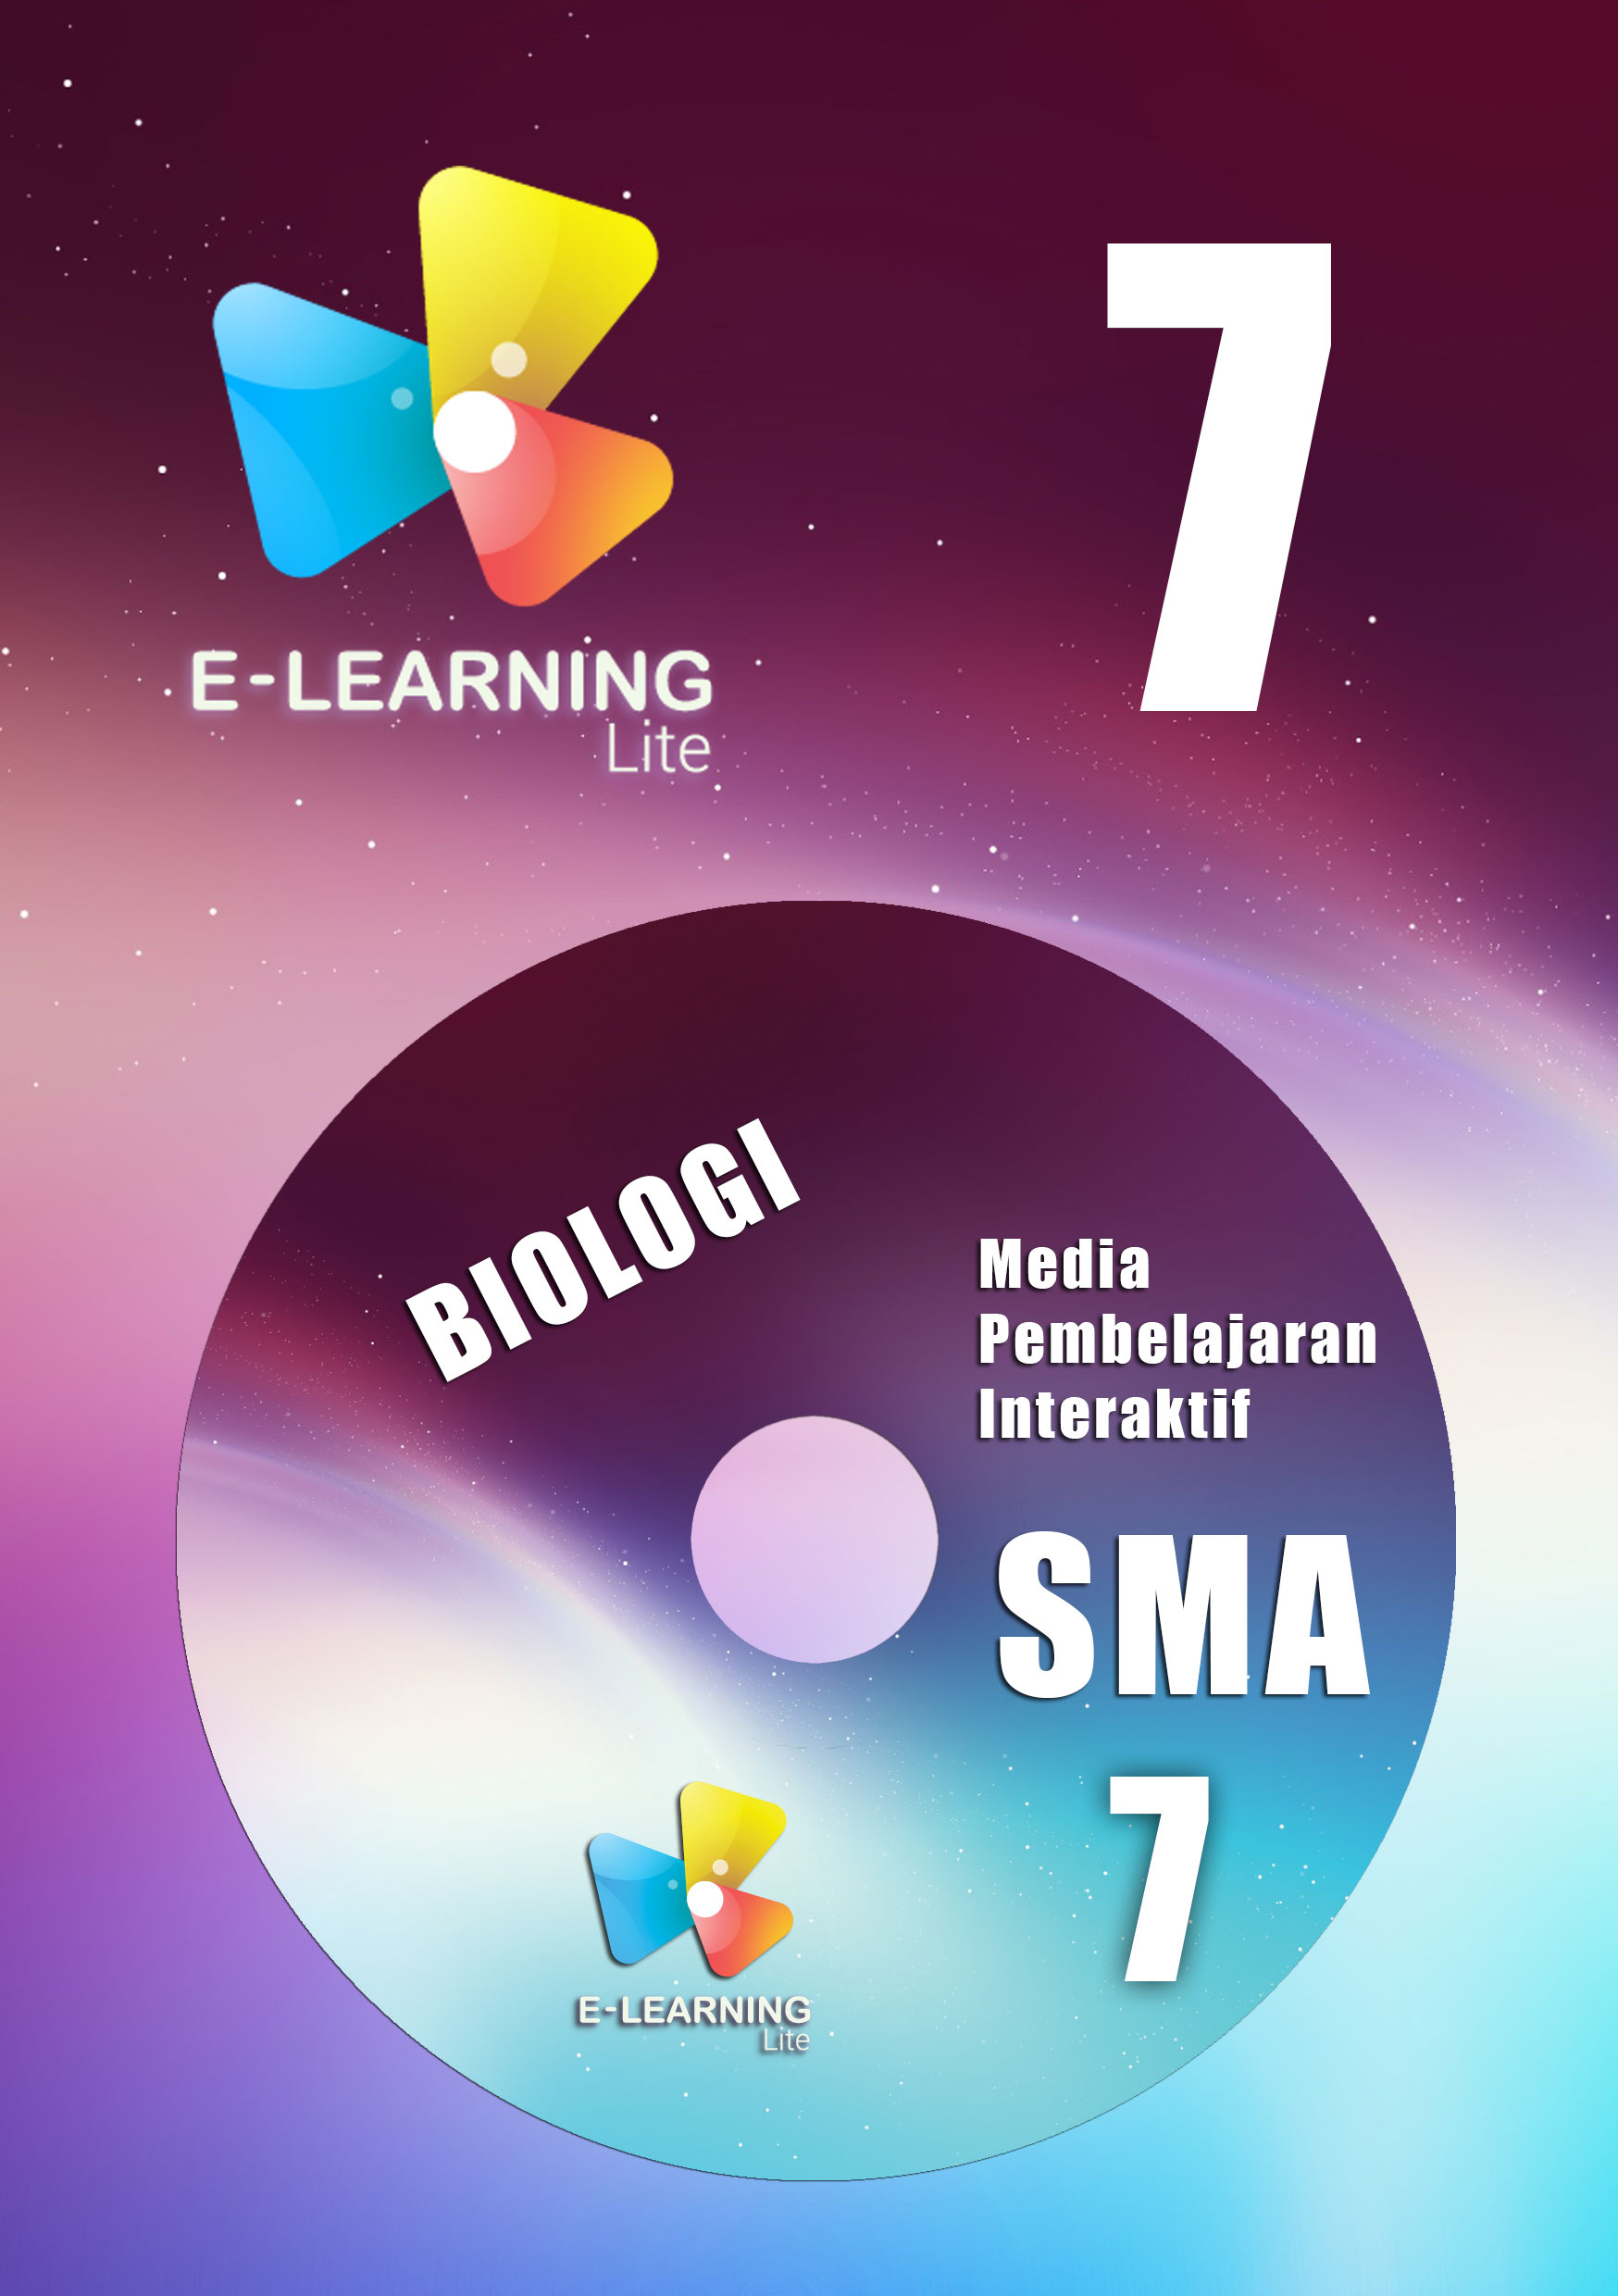 7
E-LEARNING
Lite
BIOLOGI
Media
Pembelajaran
Interaktif
SMA
7
E-LEARNING
Lite